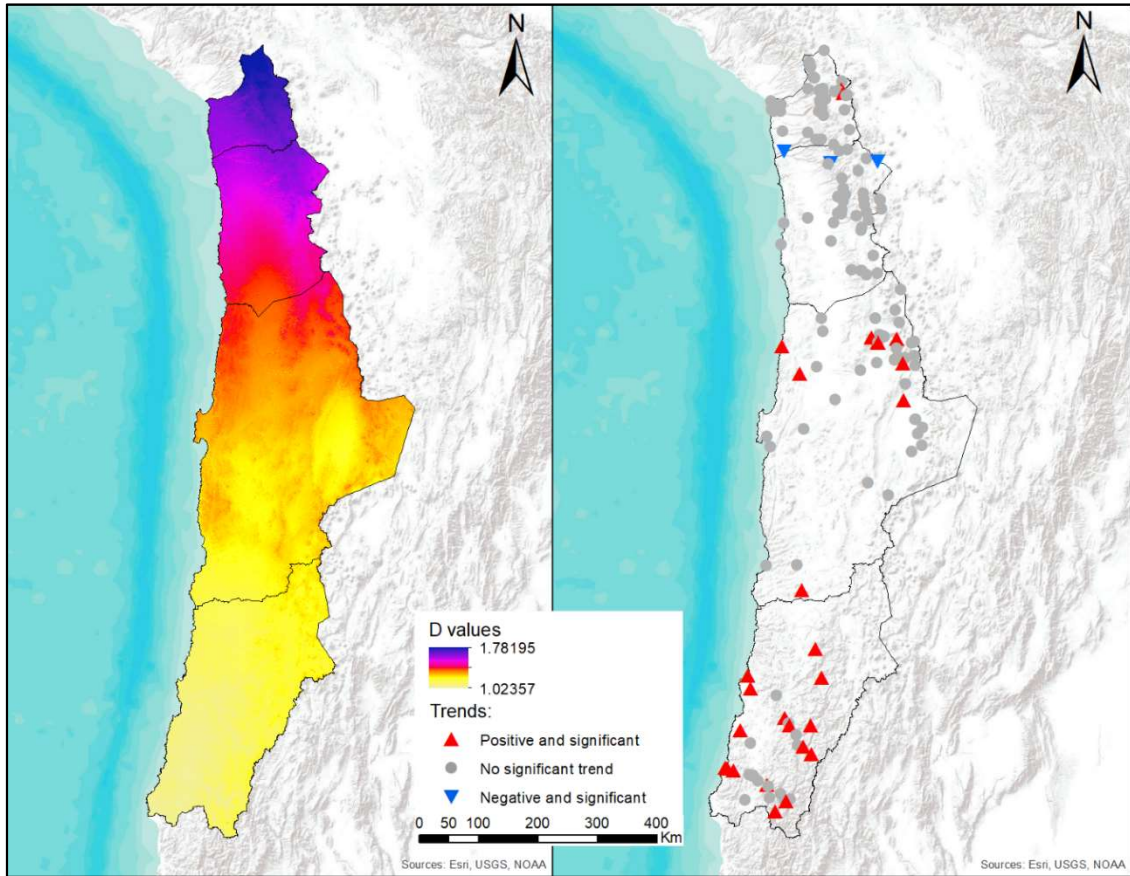 N
N
D values
1.78195
1.02357
Trends:
Positive and significant
No significant trend
Negative and significant
0 50 100 200 300 400
Km
Sources: Esri, USGS, NOAA
Sources: Esri, USGS, NOAA